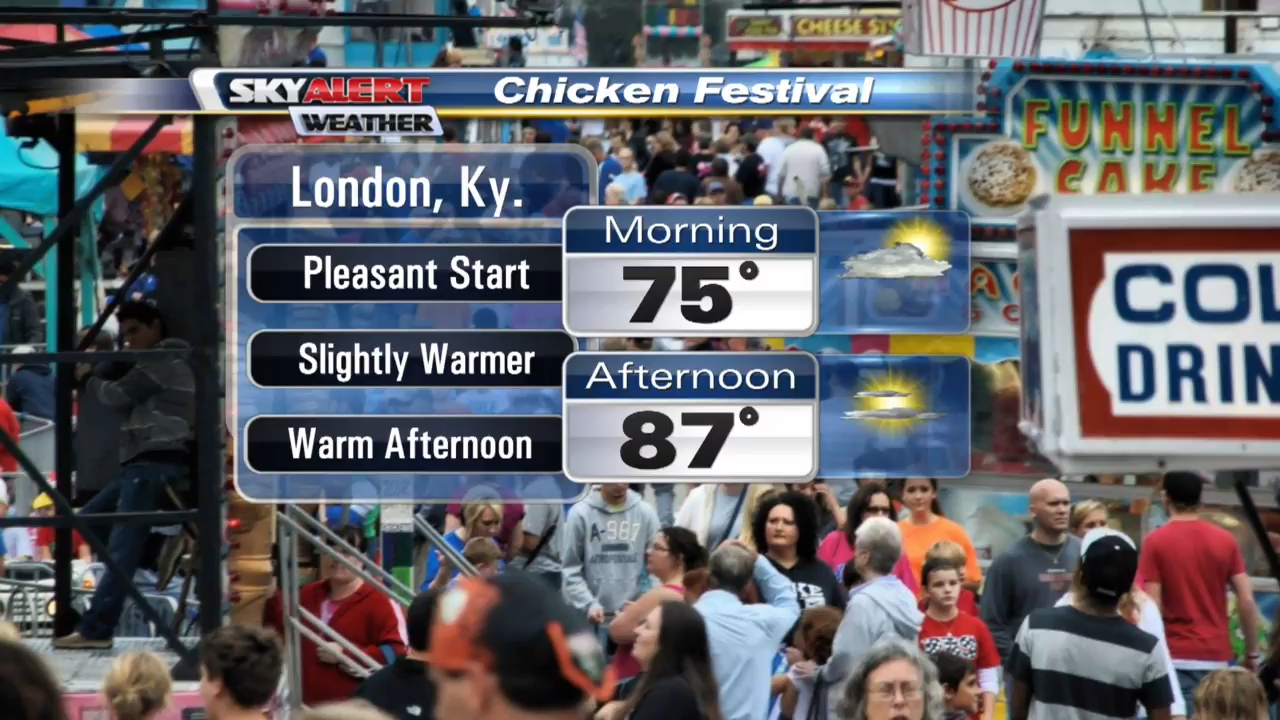 CHEESE
SKYALERT
WEATHER
Chicken Festival
FUNNEL
CAKE
London, Ky.
Pleasant Start
Slightly Warmer
Warm Afternoon
Morning
75°
Afternoon
87°
COL
DRIN
A-987